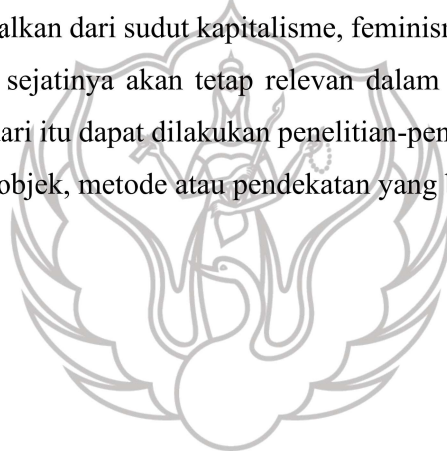 alkan dari sudut kapitalisme, feminism
sejatinya akan tetap relevan dalam
ari itu dapat dilakukan penelitian-pen
objek, metode atau pendekatan yang